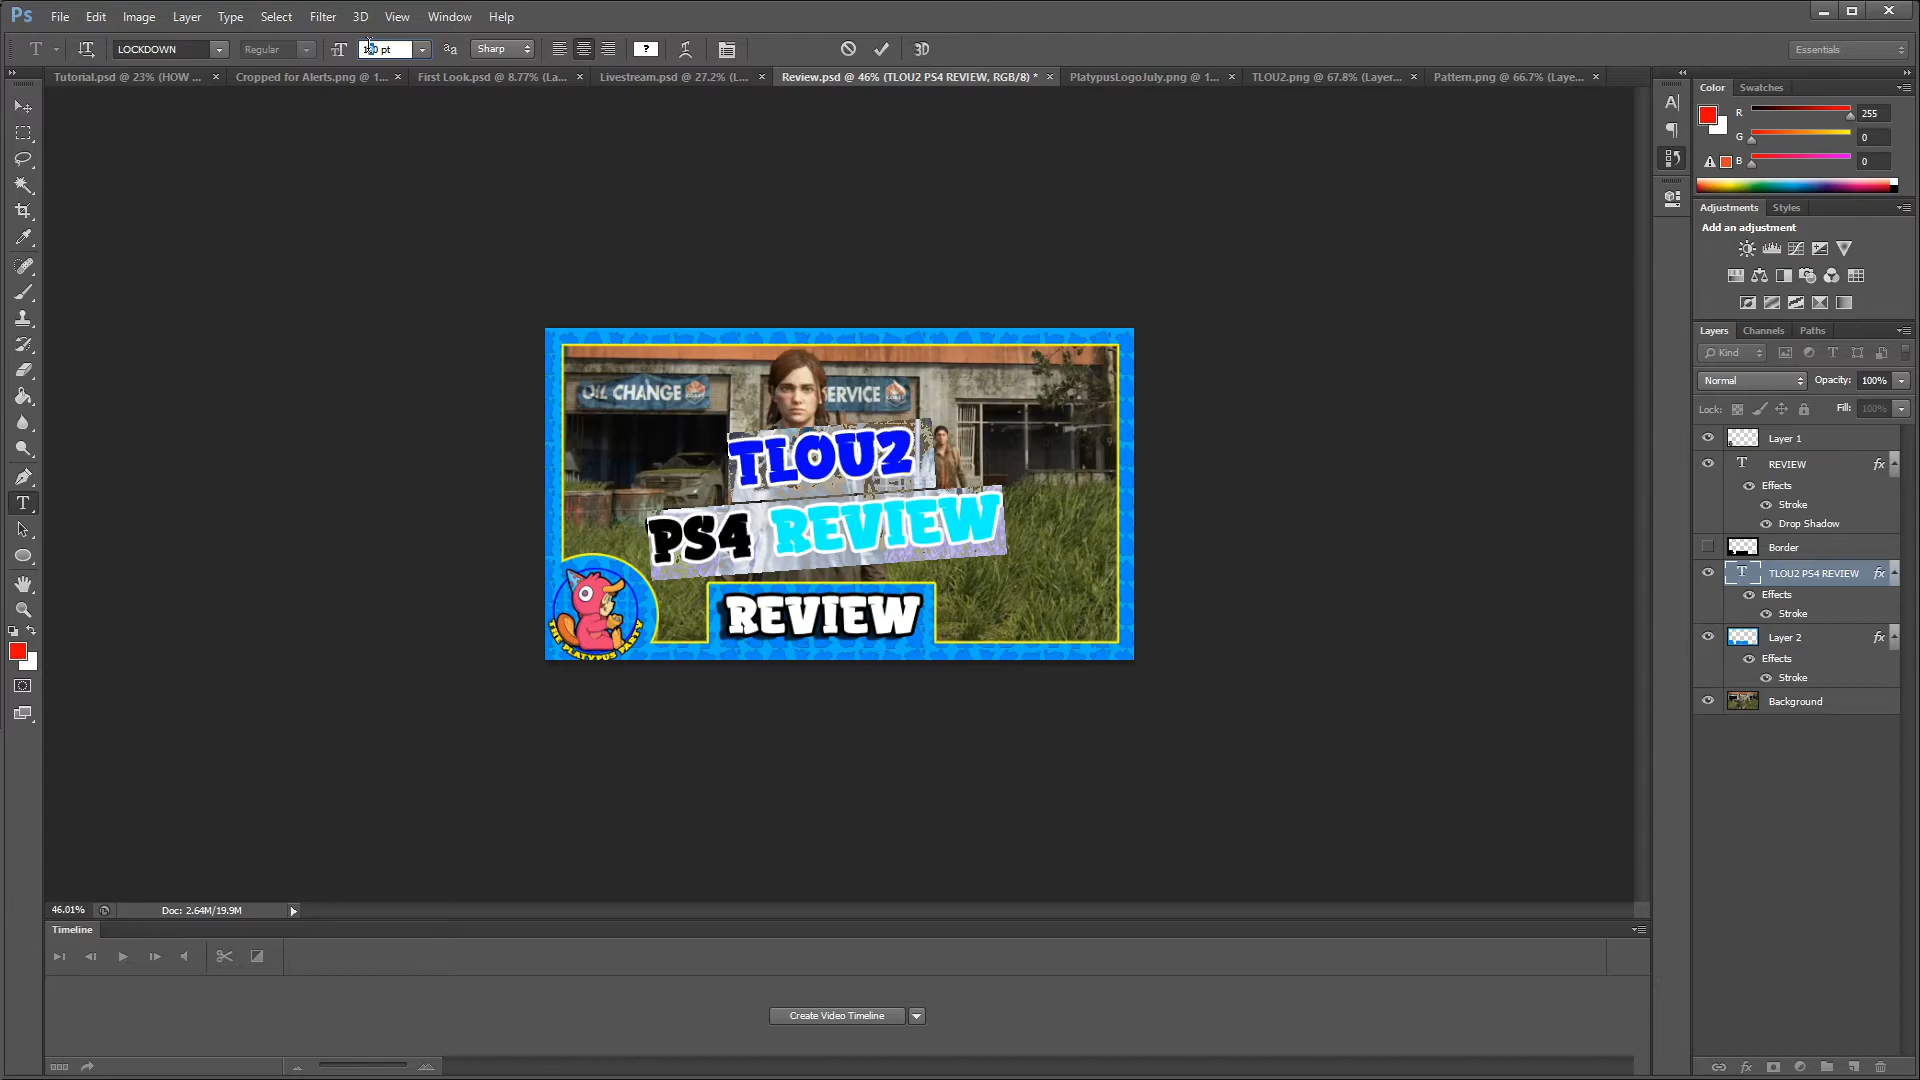 Ps File Edit Image Layer Type Select Filter 3D View Window Help
T LOCKDOWN Regular pt Sharp ? 3D Essentials
Tutorial.psd @ 23% (HOW ... × Cropped for Alerts.png @ 1... × First Look.psd @ 8.77% (La... × Livestream.psd @ 27.2% (L... × Review.psd @ 46% (TLOU2 PS4 REVIEW, RGB/8) * × PlatypusLogoJuly.png @ 1... × TLOU2.png @ 67.8% (Layer... × Pattern.png @ 66.7% (Laye... ×
Color Swatches
R 255
G 0
B 0
Adjustments Styles
Add an adjustment
Layers Channels Paths
Kind
Normal Opacity: 100%
Lock: Fill: 100%
Layer 1
REVIEW fx
Effects
Stroke
Drop Shadow
Border
TLOU2 PS4 REVIEW fx
Effects
Stroke
Layer 2 fx
Effects
Stroke
Background
OIL CHANGE
SERVICE
TLOU2
PS4 REVIEW
REVIEW
THE PLATYPUS PARTY
46.01% Doc: 2.64M/19.9M
Timeline
Create Video Timeline